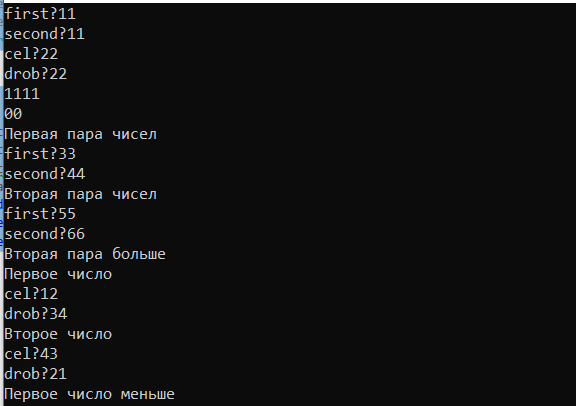 first?11
second?11
cel?22
drob?22
1111
00
Первая пара чисел
first?33
second?44
Вторая пара чисел
first?55
second?66
Вторая пара больше
Первое число
cel?12
drob?34
Второе число
cel?43
drob?21
Первое число меньше